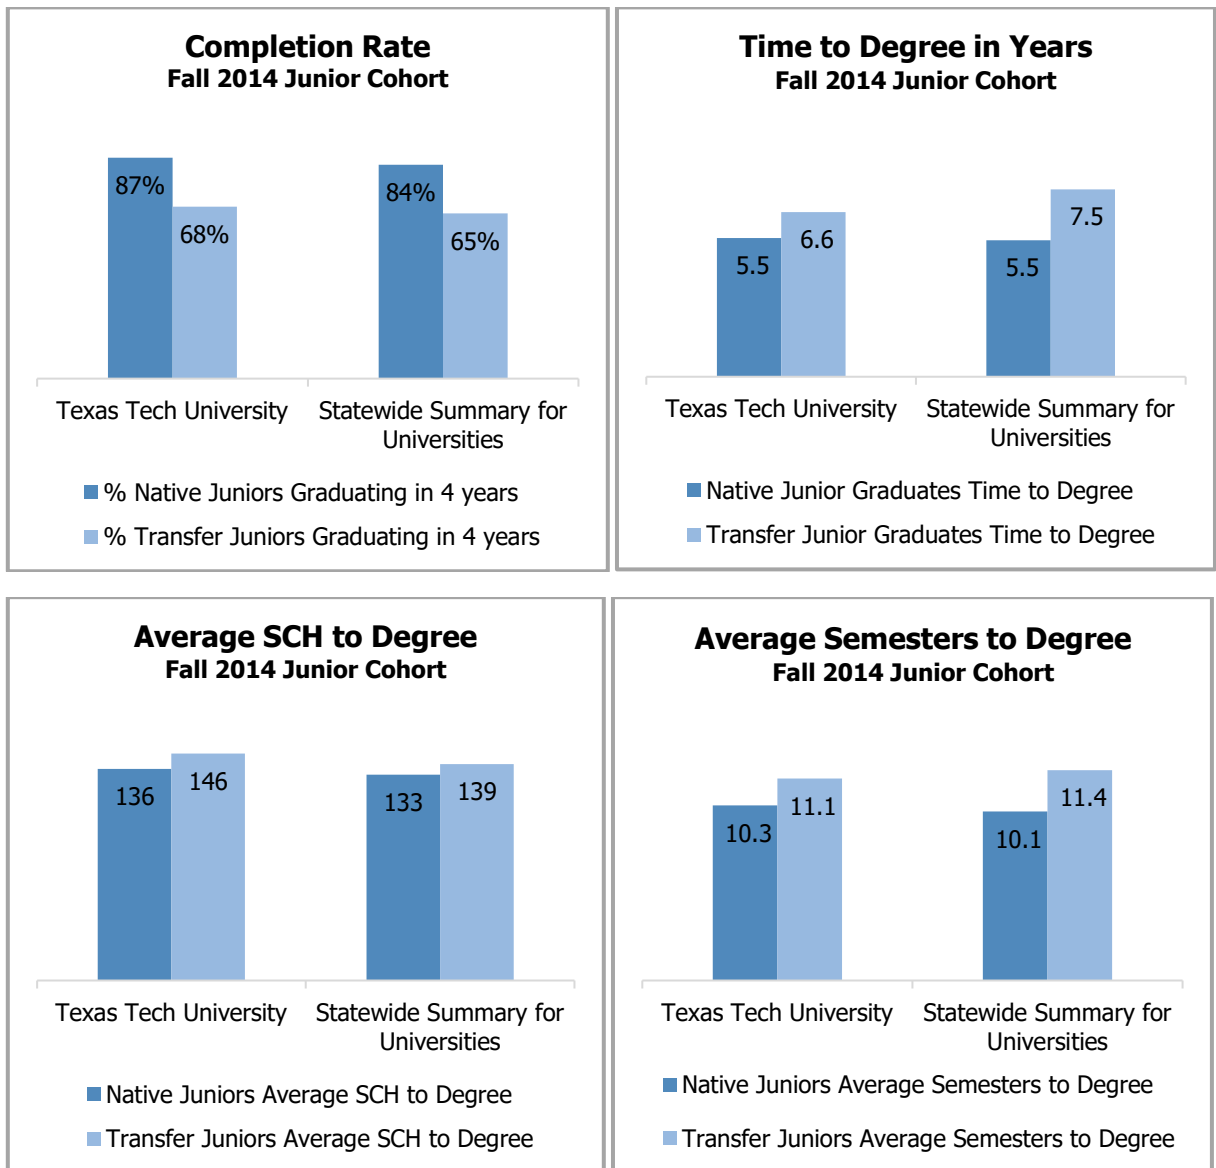 Completion Rate
Fall 2014 Junior Cohort
87%
68%
84%
65%
Texas Tech University
Statewide Summary for
Universities
% Native Juniors Graduating in 4 years
% Transfer Juniors Graduating in 4 years
Time to Degree in Years
Fall 2014 Junior Cohort
5.5
6.6
5.5
7.5
Texas Tech University
Statewide Summary for
Universities
Native Junior Graduates Time to Degree
Transfer Junior Graduates Time to Degree
Average SCH to Degree
Fall 2014 Junior Cohort
136
146
133
139
Texas Tech University
Statewide Summary for
Universities
Native Juniors Average SCH to Degree
Transfer Juniors Average SCH to Degree
Average Semesters to Degree
Fall 2014 Junior Cohort
10.3
11.1
10.1
11.4
Texas Tech University
Statewide Summary for
Universities
Native Juniors Average Semesters to Degree
Transfer Juniors Average Semesters to Degree